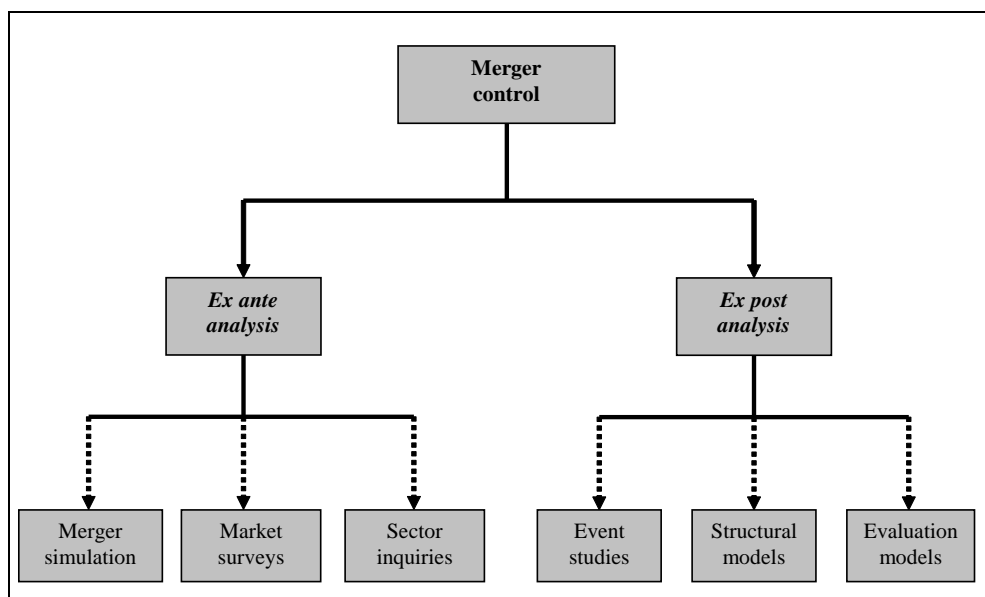 Merger
control
Ex ante
analysis
Ex post
analysis
Merger
simulation
Market
surveys
Sector
inquiries
Event
studies
Structural
models
Evaluation
models